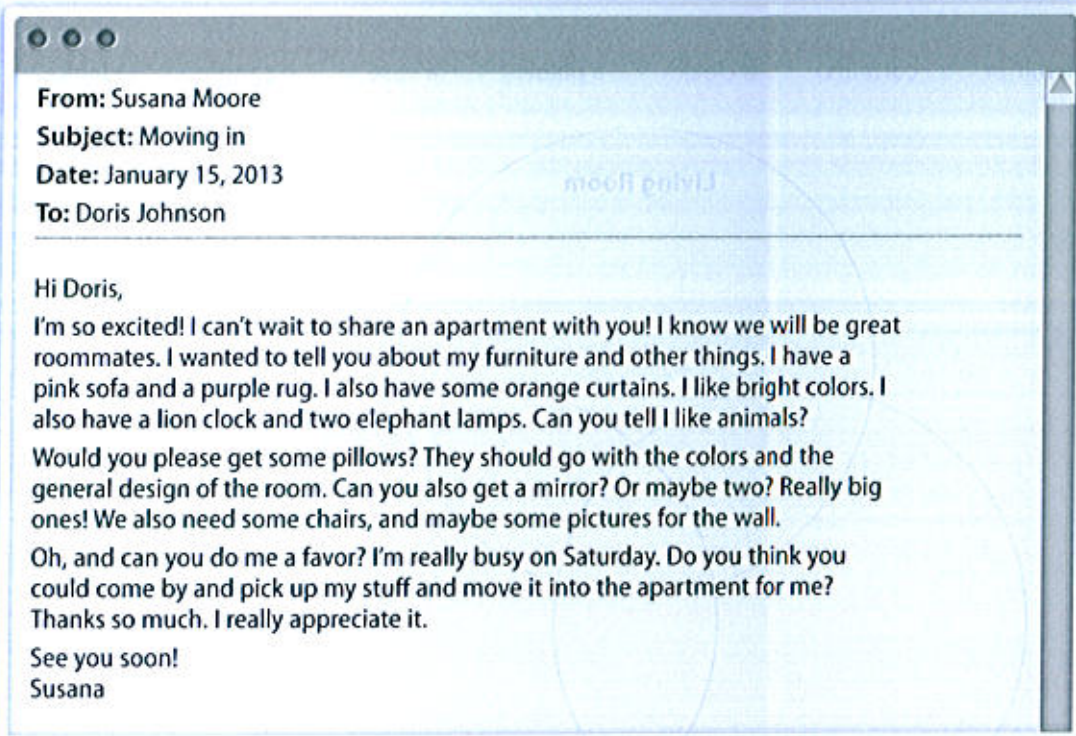 From: Susana Moore
Subject: Moving in
Date: January 15, 2013
To: Doris Johnson
Living Room
Hi Doris,
I'm so excited! I can't wait to share an apartment with you! I know we will be great
roommates. I wanted to tell you about my furniture and other things. I have a
pink sofa and a purple rug. I also have some orange curtains. I like bright colors. I
also have a lion clock and two elephant lamps. Can you tell I like animals?
Would you please get some pillows? They should go with the colors and the
general design of the room. Can you also get a mirror? Or maybe two? Really big
ones! We also need some chairs, and maybe some pictures for the wall.
Oh, and can you do me a favor? I'm really busy on Saturday. Do you think you
could come by and pick up my stuff and move it into the apartment for me?
Thanks so much. I really appreciate it.
See you soon!
Susana